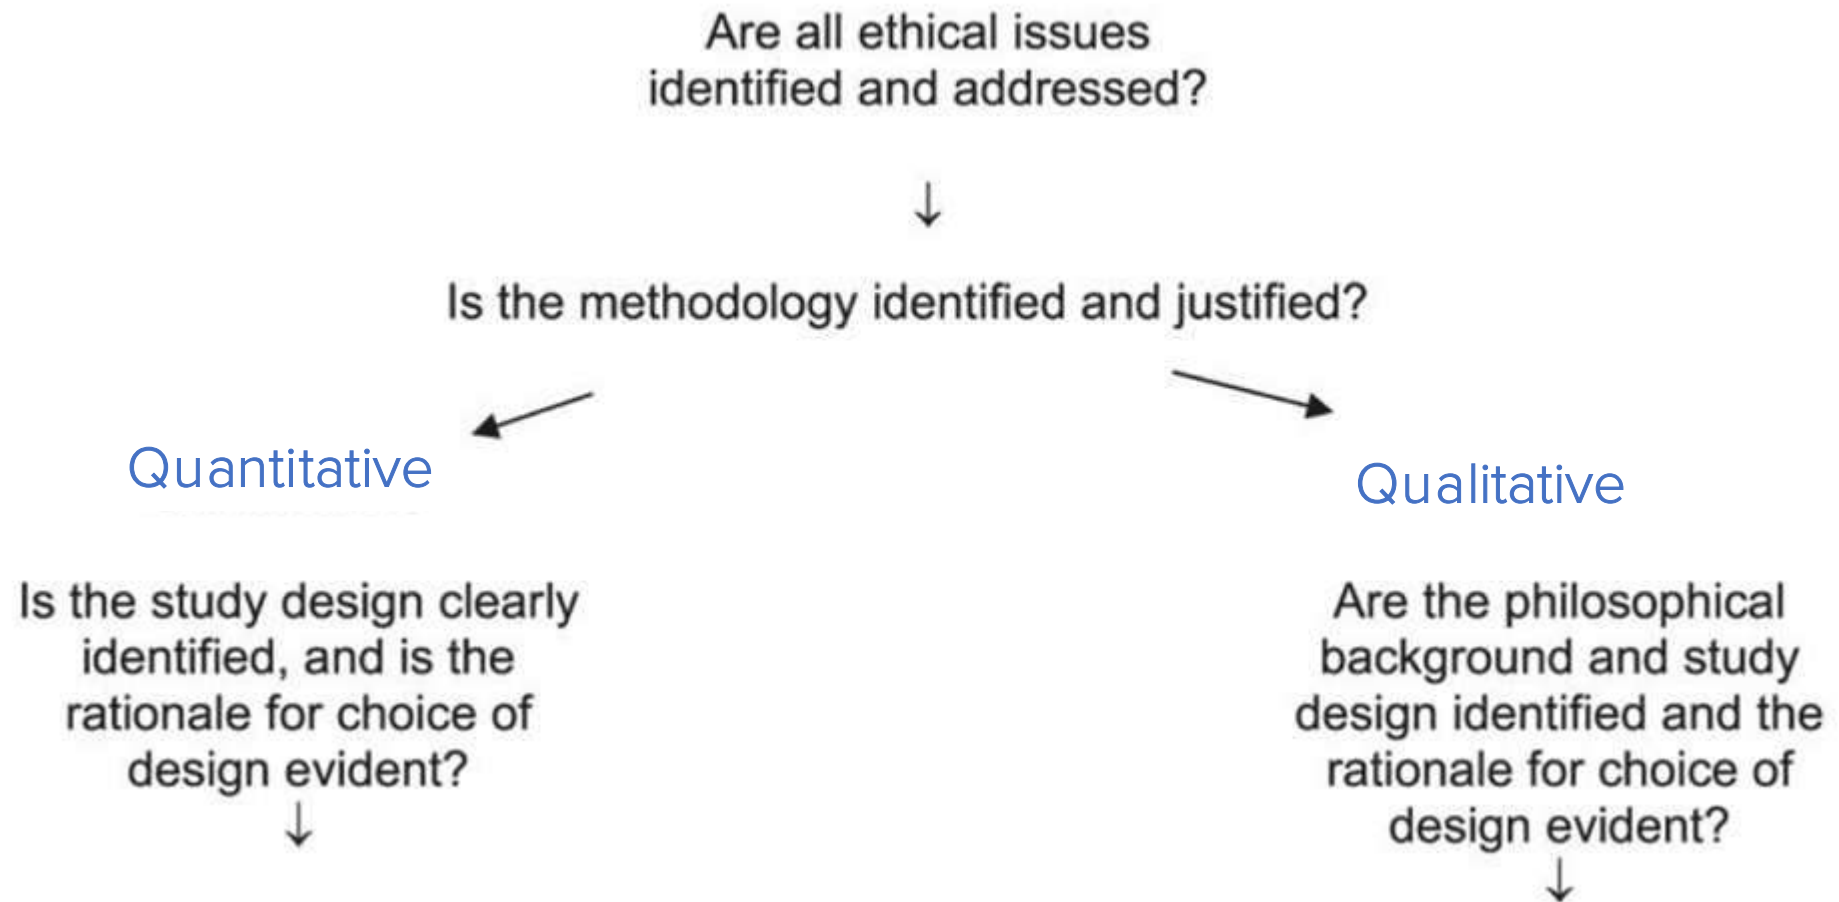 Are all ethical issues
identified and addressed?
↓
Is the methodology identified and justified?
Quantitative
Qualitative
Is the study design clearly
identified, and is the
rationale for choice of
design evident?
↓
Are the philosophical
background and study
design identified and the
rationale for choice of
design evident?
↓